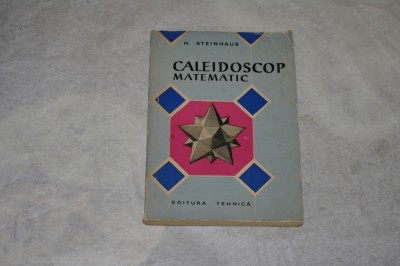 H. STEINHAUS
CALEIDOSCOP
MATEMATIC
EDITURA TEHNICĂ